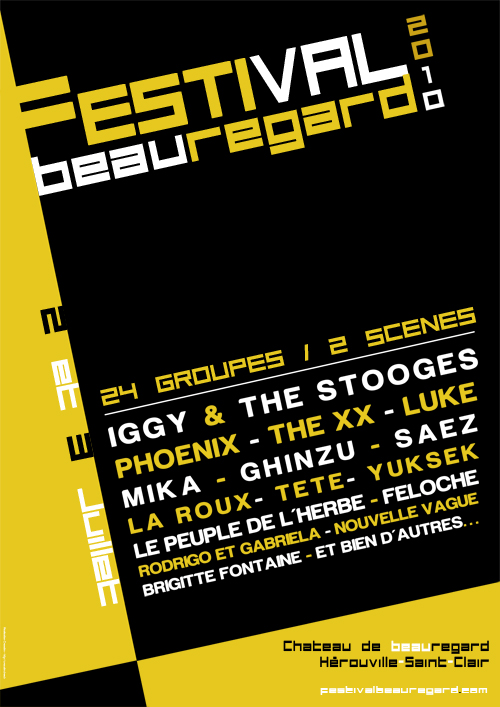 FESTIVAL
beauregard
2010
2 et 3 Juillet
24 GROUPES / 2 SCENES
IGGY & THE STOOGES
PHOENIX - THE XX - LUKE
MIKA - GHINZU - SAEZ
LA ROUX- TETE- YUKSEK
LE PEUPLE DE L´HERBE - FELOCHE
RODRIGO ET GABRIELA - NOUVELLE VAGUE
BRIGITTE FONTAINE - ET BIEN D´AUTRES...
Chateau de beauregard
Hérouville-Saint-Clair
festivalbeauregard.com